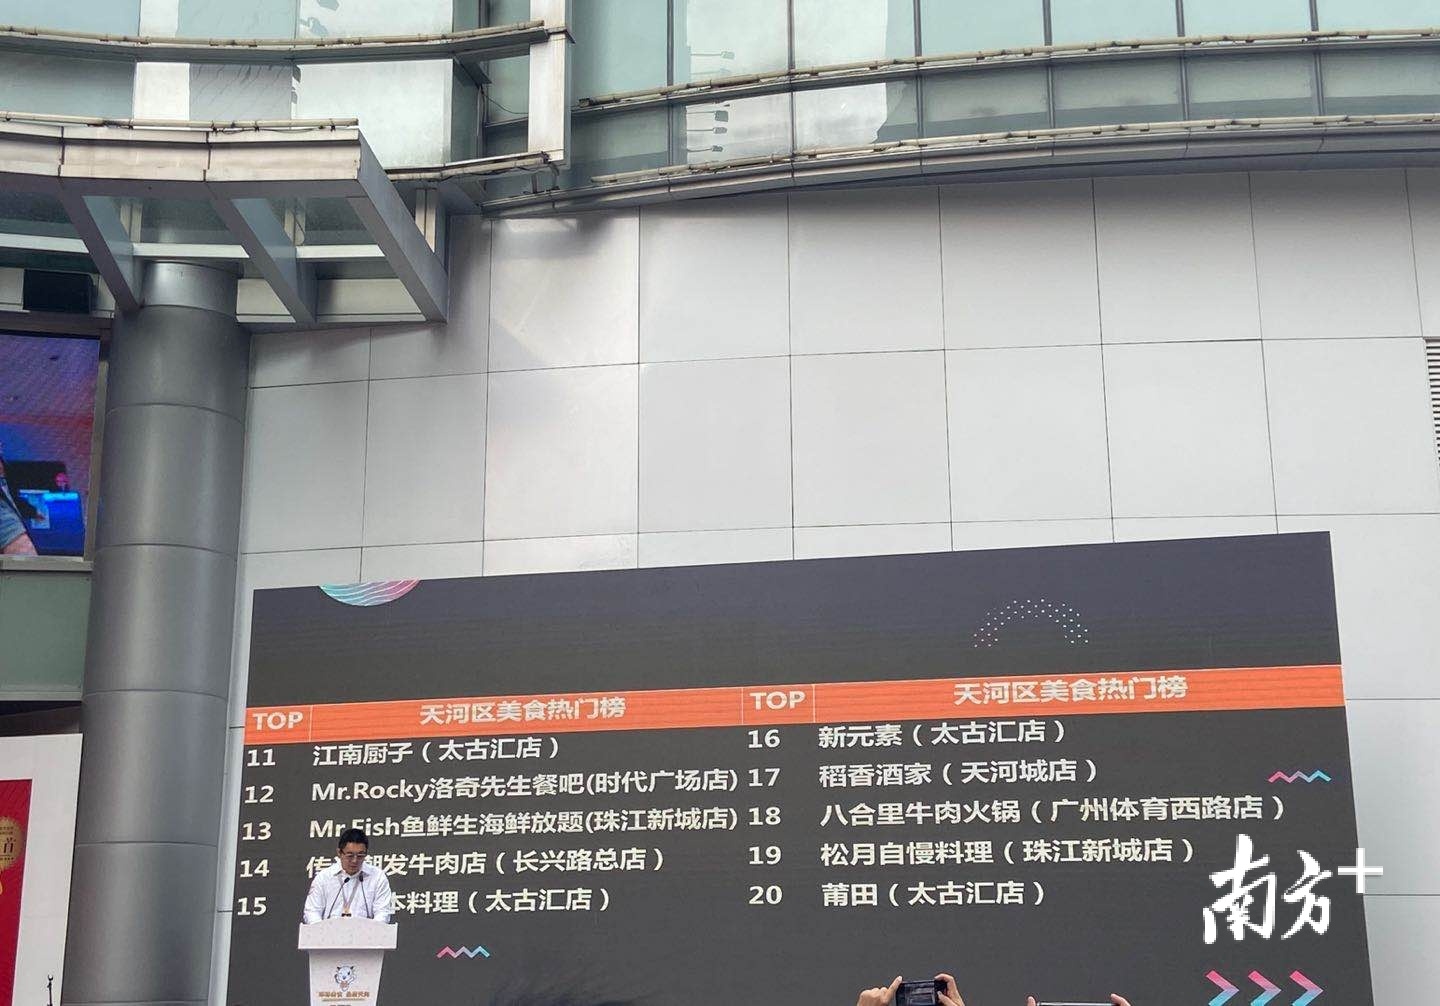 TOP 天河区美食热门榜
11 江南厨子（太古汇店）
12 Mr.Rocky洛奇先生餐吧(时代广场店)
13 Mr.Fish鱼鲜生海鲜放题(珠江新城店)
14 传 发牛肉店（长兴路总店）
15 本料理（太古汇店）
TOP 天河区美食热门榜
16 新元素（太古汇店）
17 稻香酒家（天河城店）
18 八合里牛肉火锅（广州体育西路店）
19 松月自慢料理（珠江新城店）
20 莆田（太古汇店）
南方+